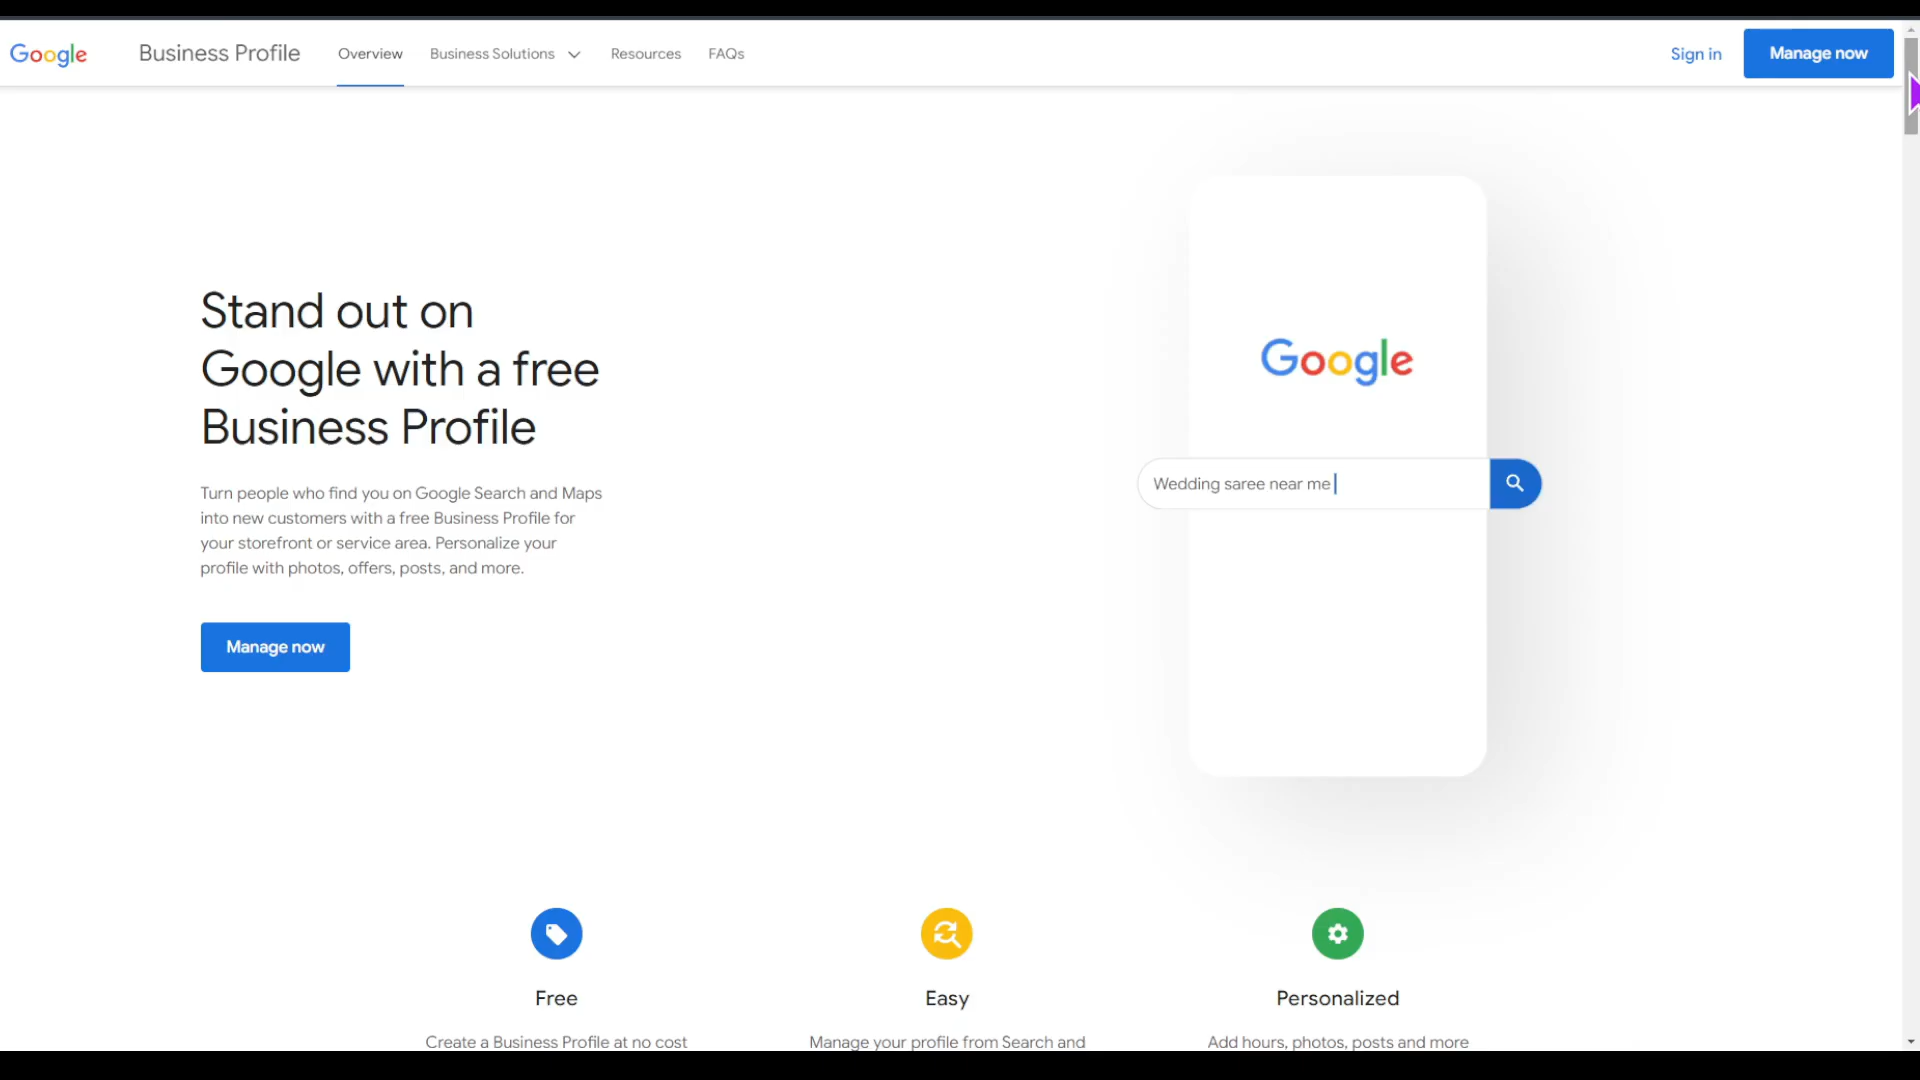 Google Business Profile Overview Business Solutions Resources FAQs Sign in Manage now
Stand out on
Google with a free
Business Profile
Turn people who find you on Google Search and Maps
into new customers with a free Business Profile for
your storefront or service area. Personalize your
profile with photos, offers, posts, and more.
Manage now
Google
Wedding saree near me
Free
Create a Business Profile at no cost
Easy
Manage your profile from Search and
Personalized
Add hours, photos, posts and more